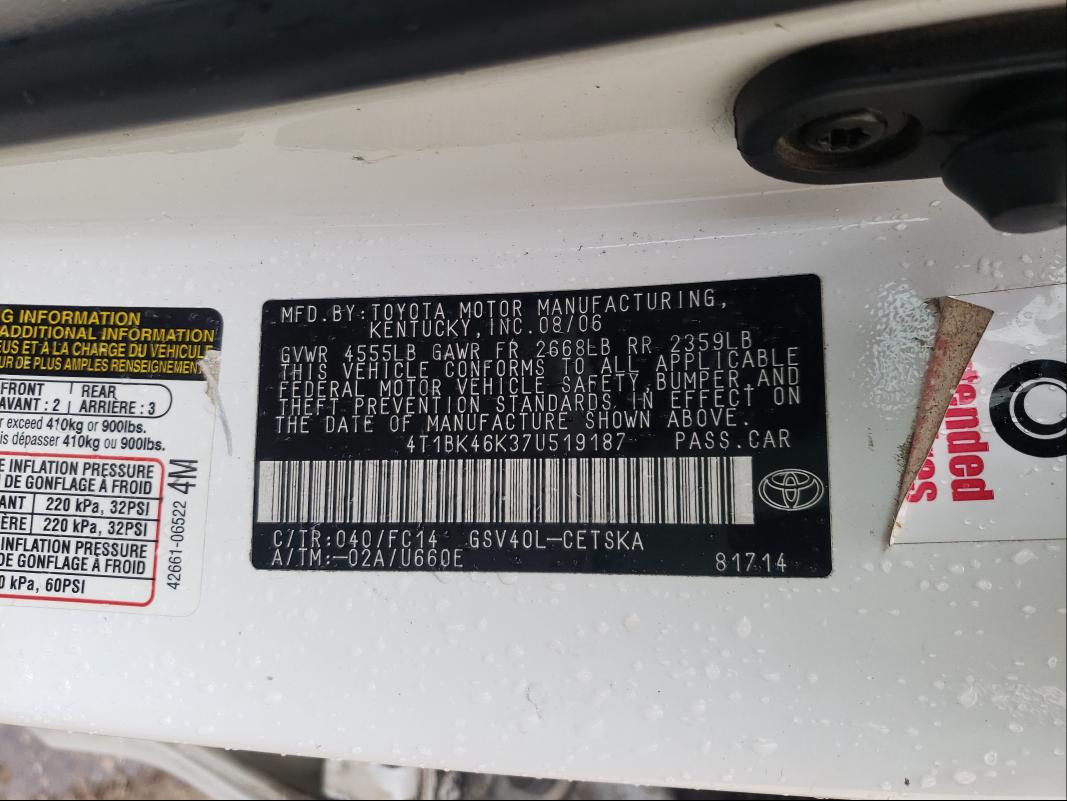 NG INFORMATION
ADDITIONAL INFORMATION
EUS ET A LA CHARGE DU VEHICULE
UR DE PLUS AMPLES RENSEIGNEMENT
FRONT REAR
AVANT : 2 ARRIÈRE : 3
r exceed 410kg or 900lbs.
is dépasser 410kg ou 900lbs.
E INFLATION PRESSURE
DE GONFLAGE À FROID
ANT 220 kPa, 32PSI
ÈRE 220 kPa, 32PSI
INFLATION PRESSURE
DE GONFLAGE À FROID
0 kPa, 60PSI
42661-06522 4M
MFD.BY:TOYOTA MOTOR MANUFACTURING,
KENTUCKY,INC.08/06
GVWR 4555LB GAWR FR 2668LB RR 2359LB
THIS VEHICLE CONFORMS TO ALL APPLICABLE
FEDERAL MOTOR VEHICLE SAFETY,BUMPER,AND
THEFT PREVENTION STANDARDS IN EFFECT ON
THE DATE OF MANUFACTURE SHOWN ABOVE.
4T1BK46K37U519187 PASS.CAR
C/TR:040/FC14 GSV40L-CETSKA
A/TM:-02A/U660E 81714
tended
res